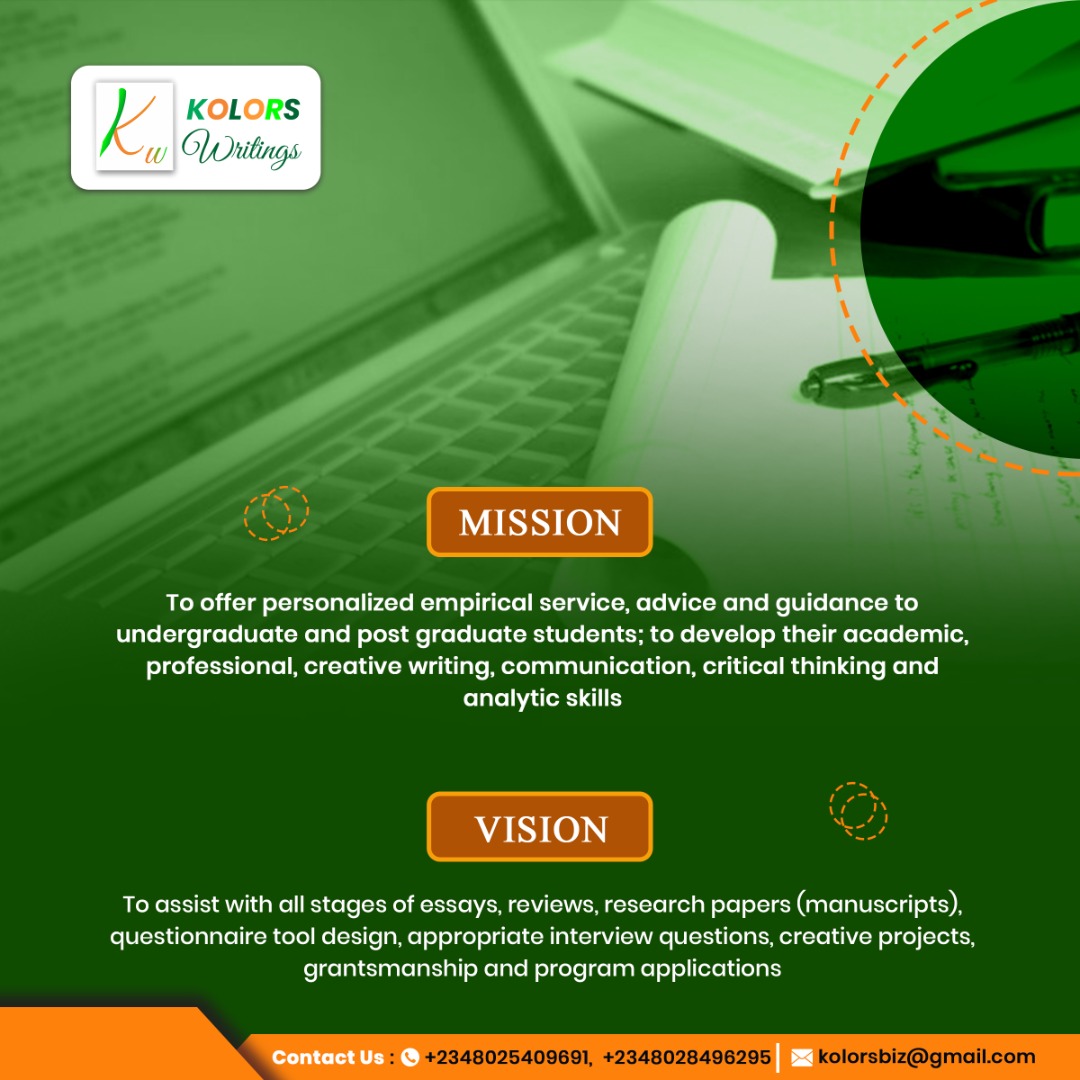 Kw
KOLORS
Writings
MISSION
To offer personalized empirical service, advice and guidance to
undergraduate and post graduate students; to develop their academic,
professional, creative writing, communication, critical thinking and
analytic skills
VISION
To assist with all stages of essays, reviews, research papers (manuscripts),
questionnaire tool design, appropriate interview questions, creative projects,
grantsmanship and program applications
Contact Us : +2348025409691, +2348028496295 | kolorsbiz@gmail.com